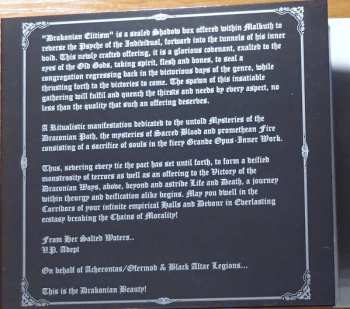 "Drakonian Elitism" is a sealed Shadow box offered within Malkuth to
reverse the Psyche of the Individual, forward into the tunnels of his inner
void. This newly crafted offering, it is a glorious covenant, exalted to the
eyes of the Old Gods, taking spirit, flesh and bones, to seal a
congregation regressing back in the victorious days of the genre, while
thrusting forth to the victories to come. The spawn of this insatiable
gathering will fulfil and quench the thirsts and needs by every aspect, no
less than the quality such an offering deserves.
A Ritualistic manifestation dedicated to the untold Mysteries of the
Draconian Path, the mysteries of Sacred Blood and promethean Fire
consisting of a sacrifice of souls in the fiery Grande Opus-Inner Work.
Thus, severing every tie the part has set until forth, to form a deified
monstrosity of terrors as well as an offering to the Victory of the
Draconian Ways, above, beyond and astride Life and Death, a journey
within theurgy and deification alike begins. May you dwell in the
Corridors of your infinite empirical Halls and Devour in Everlasting
ecstasy breaking the Chains of Morality!
From Her Salted Waters..
V.P. Adept
On behalf of Acherontas/Ofermod & Black Altar Legions...
This is the Drakonian Beauty!